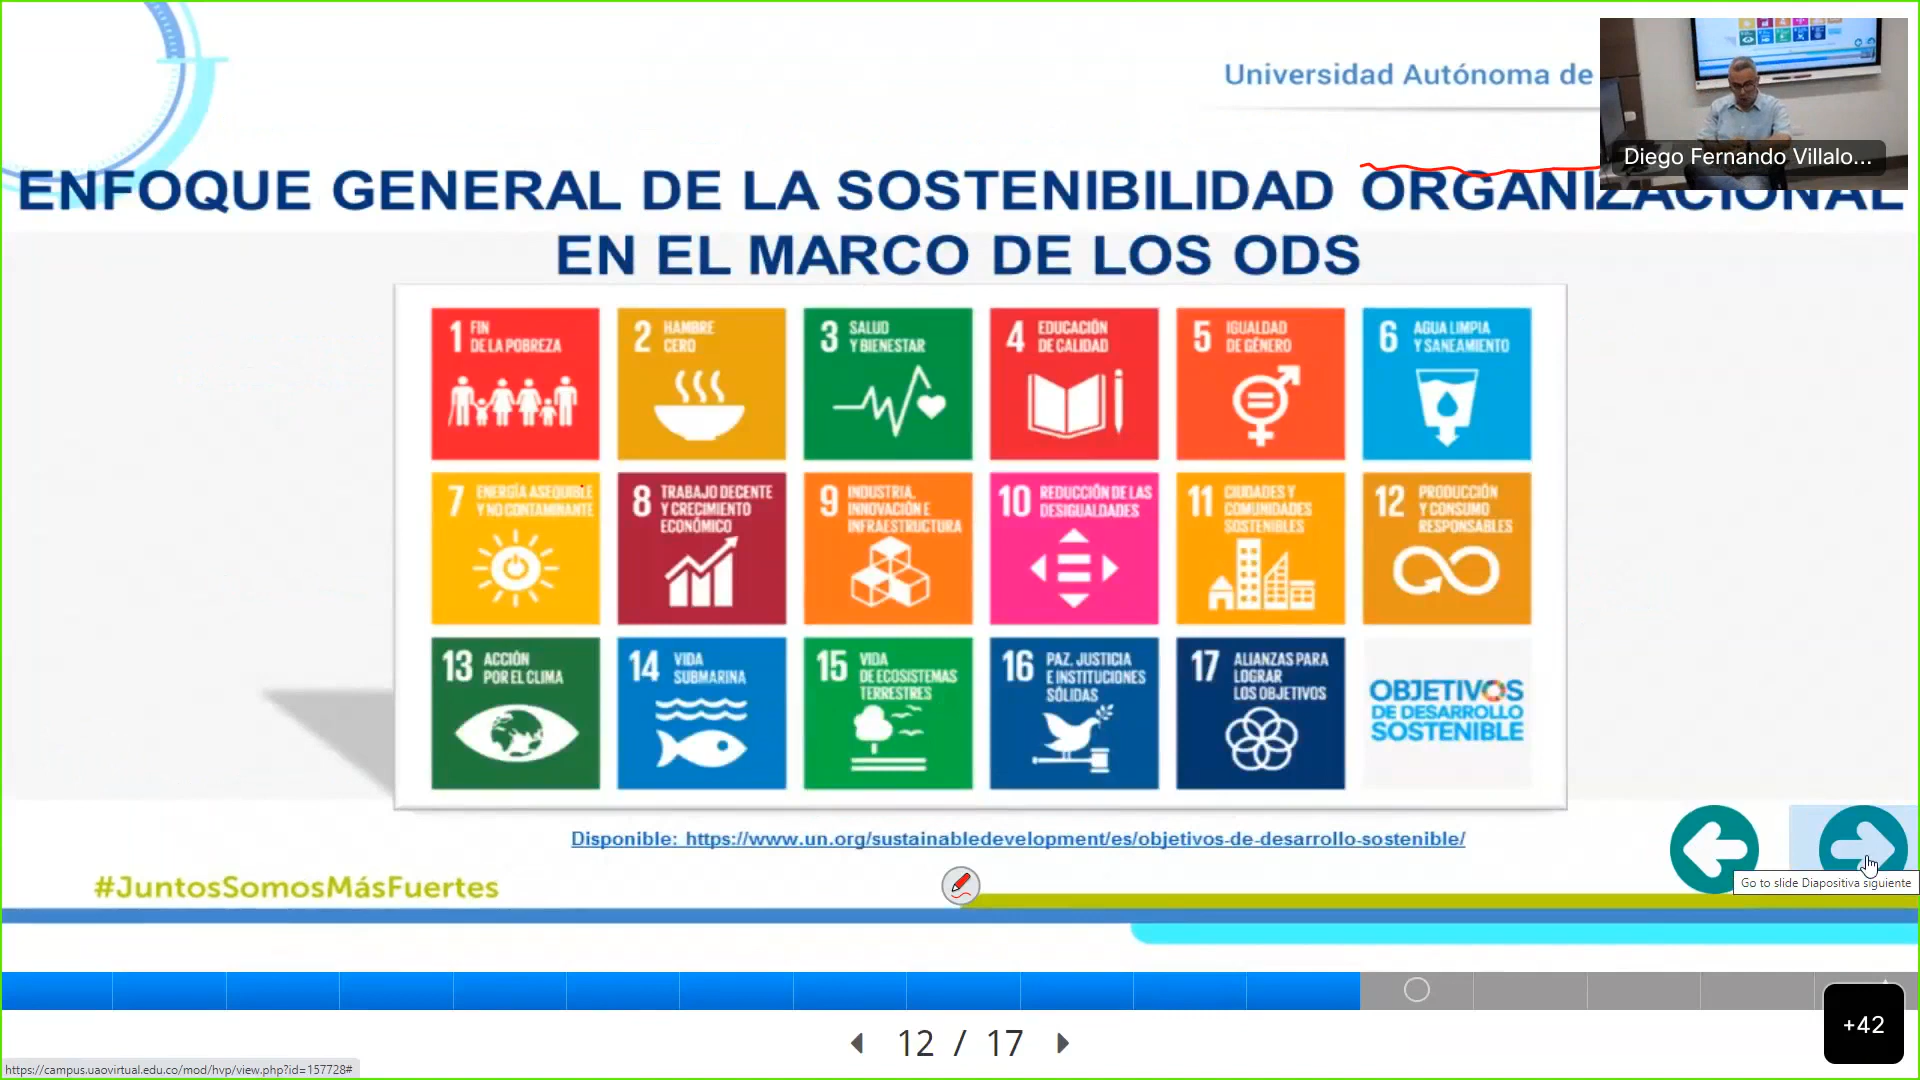 Universidad Autónoma de
Diego Fernando Villalo...
ENFOQUE GENERAL DE LA SOSTENIBILIDAD ORGANIZACIONAL
EN EL MARCO DE LOS ODS
1 FIN
DE LA POBREZA
2 HAMBRE
CERO
3 SALUD
Y BIENESTAR
4 EDUCACIÓN
DE CALIDAD
5 IGUALDAD
DE GÉNERO
6 AGUA LIMPIA
Y SANEAMIENTO
7 ENERGÍA ASEQUIBLE
Y NO CONTAMINANTE
8 TRABAJO DECENTE
Y CRECIMIENTO
ECONÓMICO
9 INDUSTRIA,
INNOVACIÓN E
INFRAESTRUCTURA
10 REDUCCIÓN DE LAS
DESIGUALDADES
11 CIUDADES Y
COMUNIDADES
SOSTENIBLES
12 PRODUCCIÓN
Y CONSUMO
RESPONSABLES
13 ACCIÓN
POR EL CLIMA
14 VIDA
SUBMARINA
15 VIDA
DE ECOSISTEMAS
TERRESTRES
16 PAZ, JUSTICIA
E INSTITUCIONES
SÓLIDAS
17 ALIANZAS PARA
LOGRAR
LOS OBJETIVOS
OBJETIVOS
DE DESARROLLO
SOSTENIBLE
Disponible: https://www.un.org/sustainabledevelopment/es/objetivos-de-desarrollo-sostenible/
Go to slide Diapositiva siguiente
#JuntosSomosMásFuertes
+42
12 / 17
https://campus.uaovirtual.edu.co/mod/hvp/view.php?id=157728#